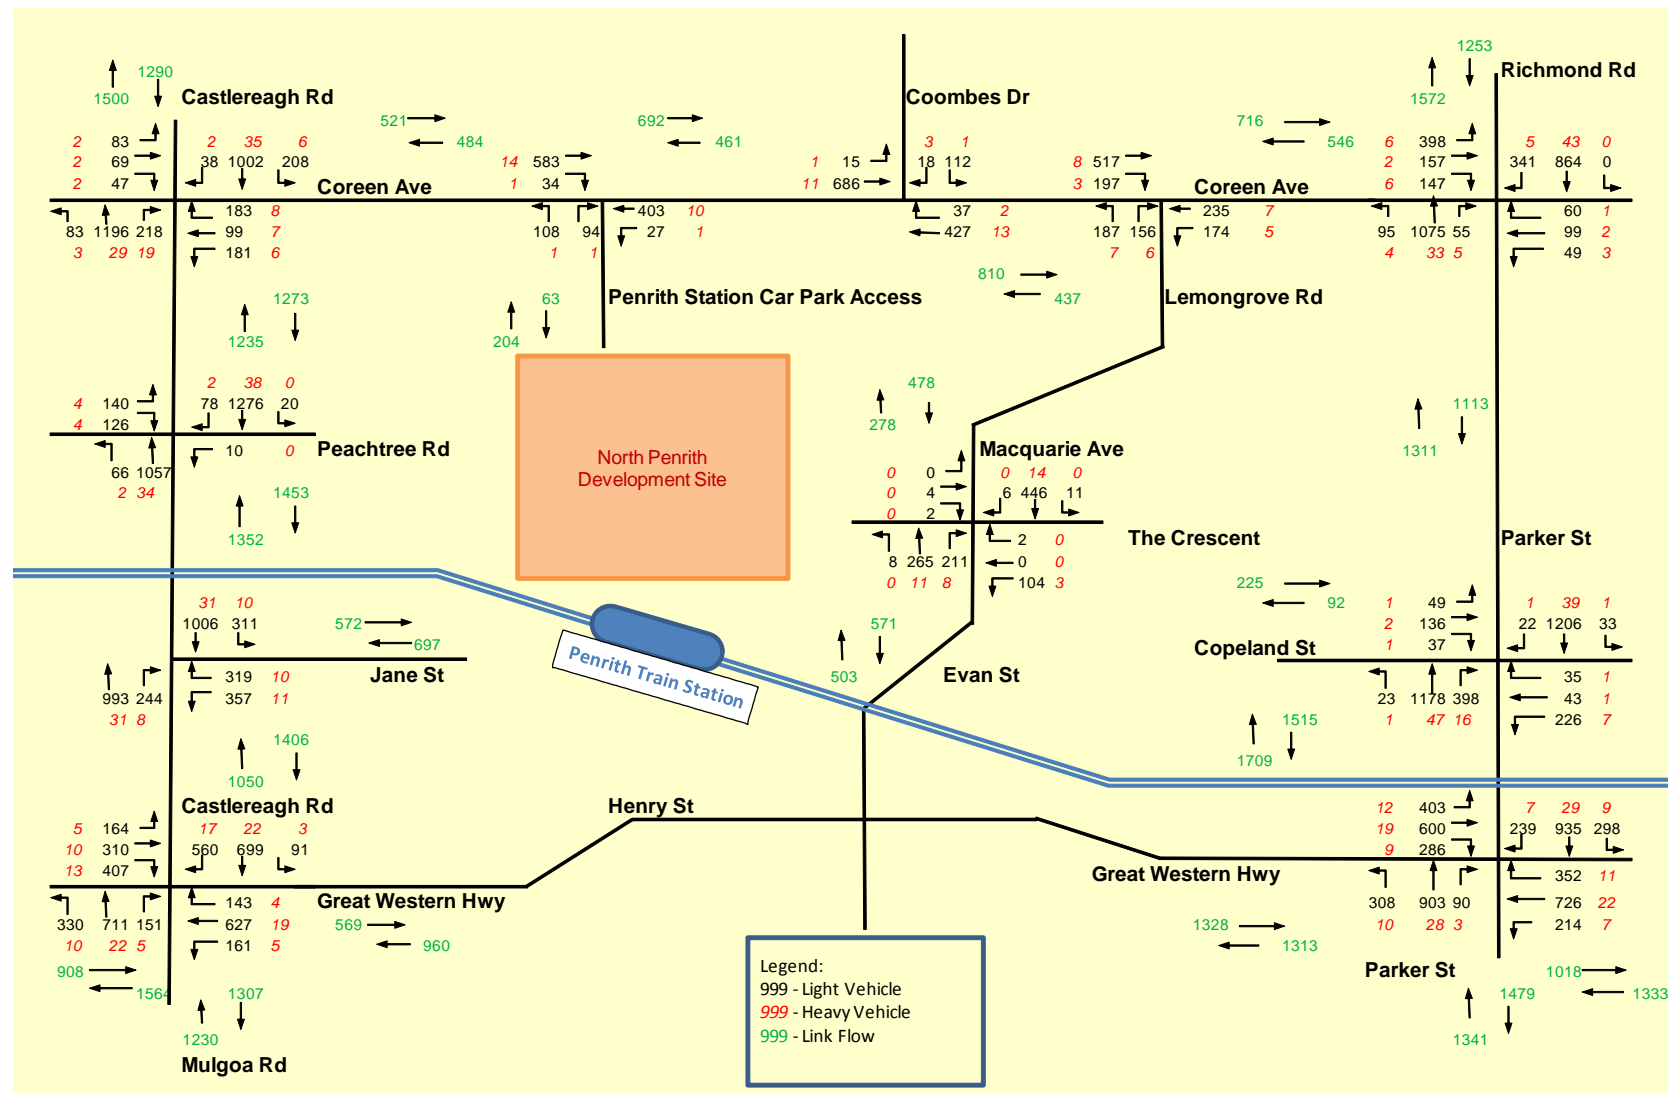 1253
1290
Richmond Rd
1500
Castlereagh Rd
Coombes Dr
1572
521
692
716
484
461
546
2 83 2 35 6
3 1
6 398 5 43 0
2 69 38 1002 208
14 583
1 15 18 112
8 517
2 157 341 864 0
2 47
1 34
11 686
3 197
6 147
Coreen Ave
Coreen Ave
183 8
403 10
37 2
235 7
60 1
83 1196 218 99 7
108 94 27 1
427 13
187 156 174 5
95 1075 55 99 2
3 29 19 181 6
1 1
7 6
4 33 5 49 3
810
1273
63
Penrith Station Car Park Access
437
Lemongrove Rd
1235
204
2 38 0
478
4 140 78 1276 20
1113
4 126
278
Peachtree Rd
10 0
Macquarie Ave
1311
North Penrith
Development Site
66 1057
0 0 0 14 0
2 34
1453
0 4 6 446 11
0 2
1352
2 0
The Crescent
Parker St
8 265 211 0 0
0 11 8 104 3
225
92
31 10
1 49 1 39 1
1006 311
572
571
2 136 22 1206 33
697
1 37
Copeland St
Penrith Train Station
Jane St
503
Evan St
319 10
35 1
993 244 357 11
23 1178 398 43 1
31 8
1 47 16 226 7
1406
1515
1050
1709
Castlereagh Rd
Henry St
5 164 17 22 3
12 403 7 29 9
10 310 560 699 91
19 600 239 935 298
13 407
9 286
Great Western Hwy
Great Western Hwy
143 4
352 11
330 711 151 627 19
569
308 903 90 726 22
10 22 5 161 5
960
1328
1313
10 28 3 214 7
908
Legend:
Parker St
1018
1564
1307
999 - Light Vehicle
1479
1333
999 - Heavy Vehicle
1230
999 - Link Flow
1341
Mulgoa Rd